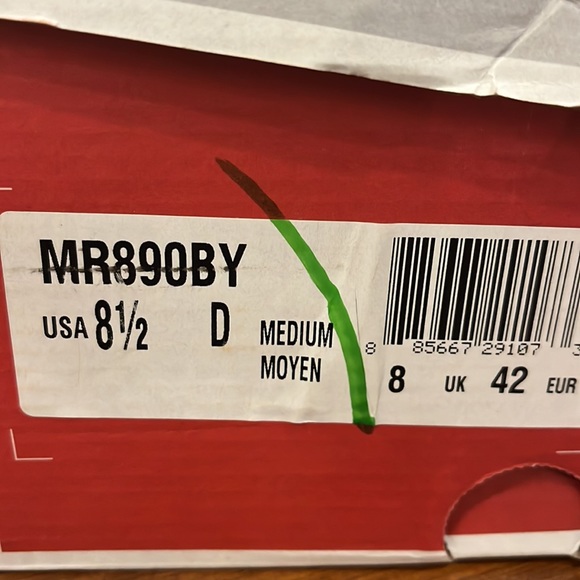 MR890BY
USA 8½ D MEDIUM
MOYEN
8 85667 29107 3
8 UK 42 EUR